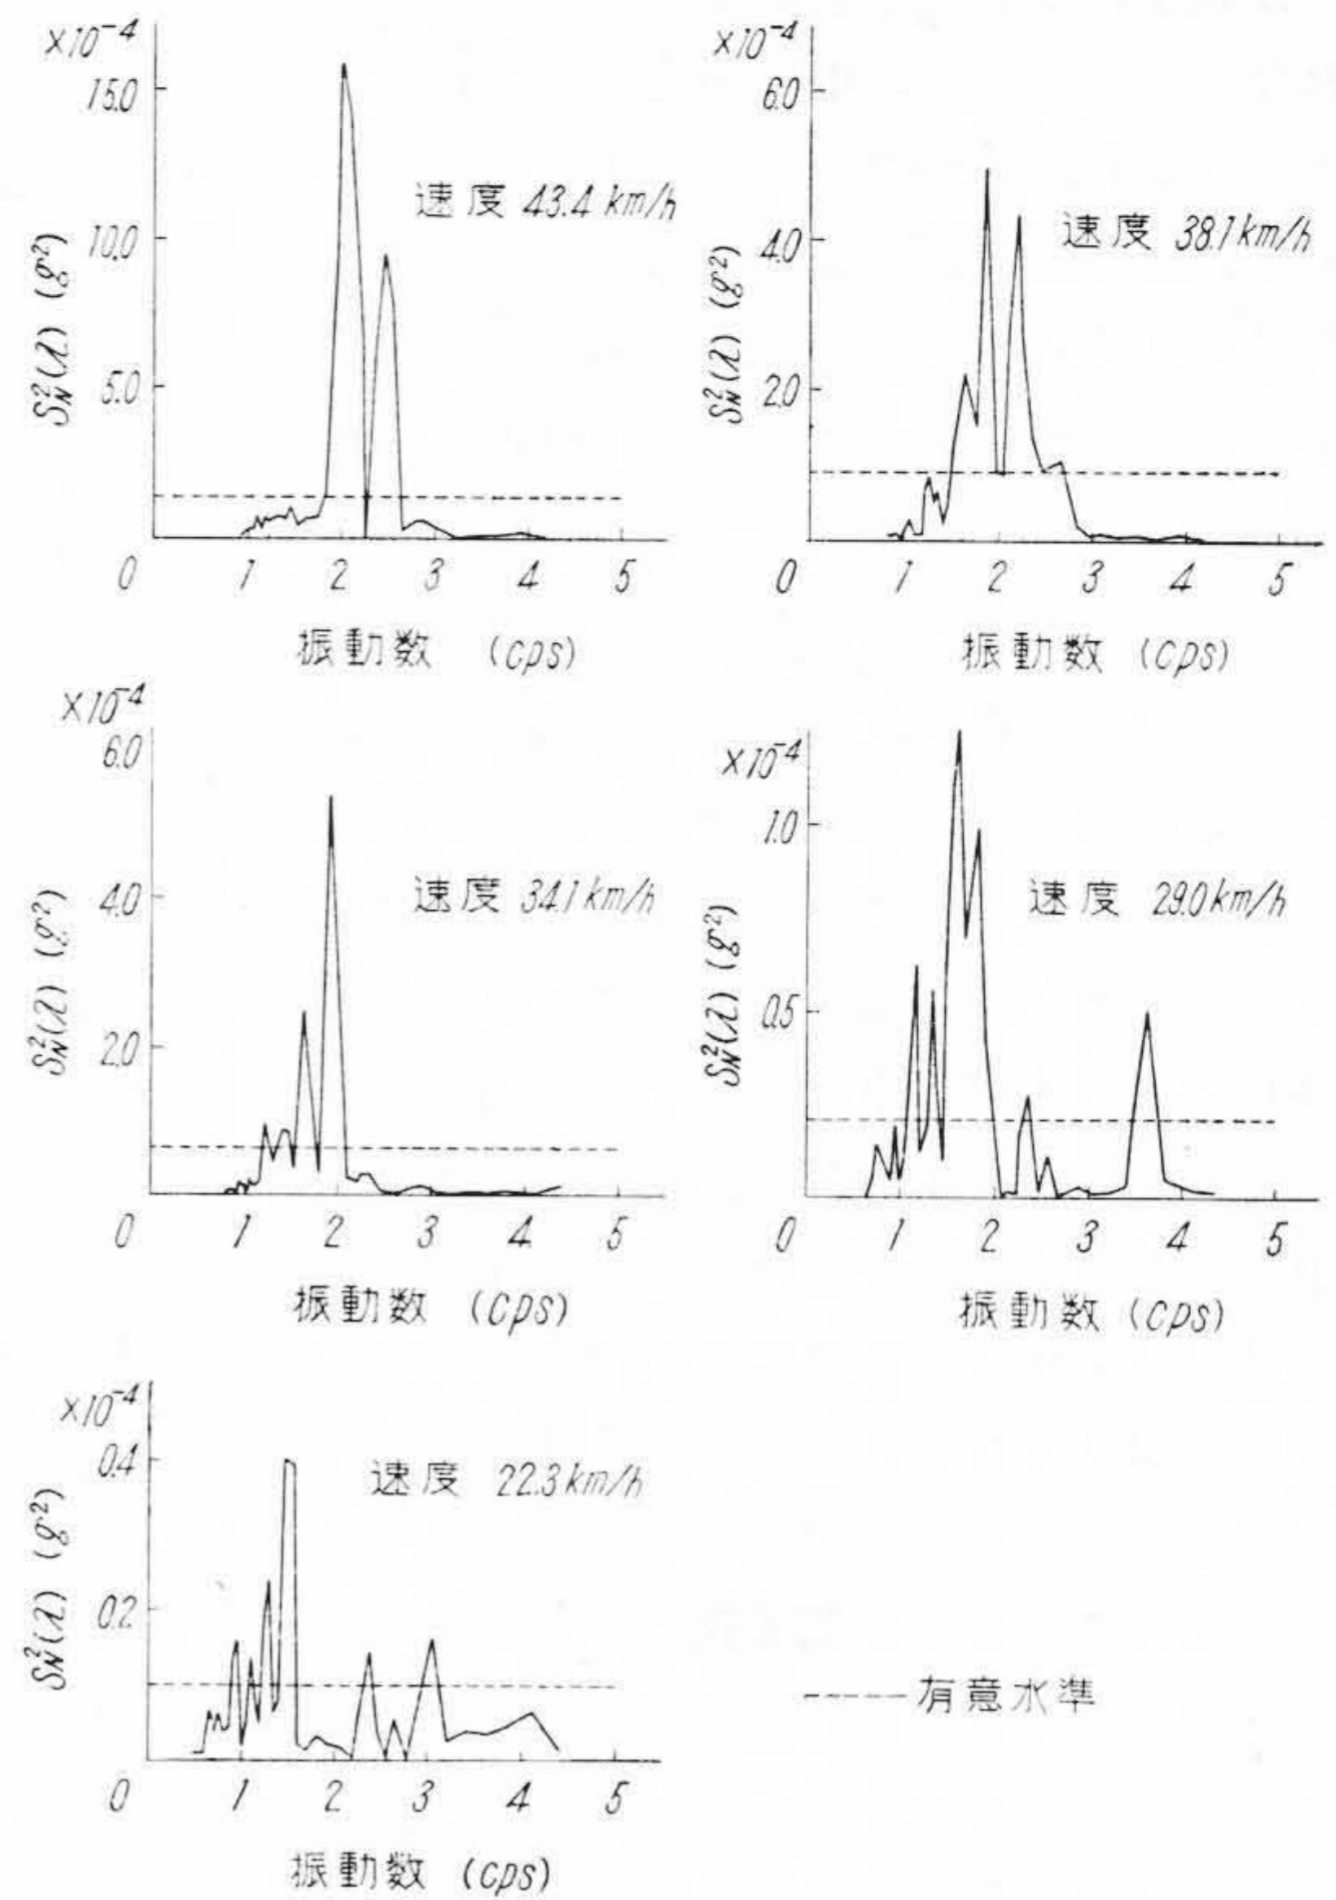 ×10⁻⁴
15.0
10.0
5.0
S²N(λ) (g²)
速度 43.4 km/h
0 1 2 3 4 5
振動数 (cps)
×10⁻⁴
6.0
4.0
2.0
S²N(λ) (g²)
速度 38.1 km/h
0 1 2 3 4 5
振動数 (cps)
×10⁻⁴
6.0
4.0
2.0
S²N(λ) (g²)
速度 34.1 km/h
0 1 2 3 4 5
振動数 (cps)
×10⁻⁴
1.0
0.5
S²N(λ) (g²)
速度 29.0 km/h
0 1 2 3 4 5
振動数 (cps)
×10⁻⁴
0.4
0.2
S²N(λ) (g²)
速度 22.3 km/h
0 1 2 3 4 5
振動数 (cps)
有意水準